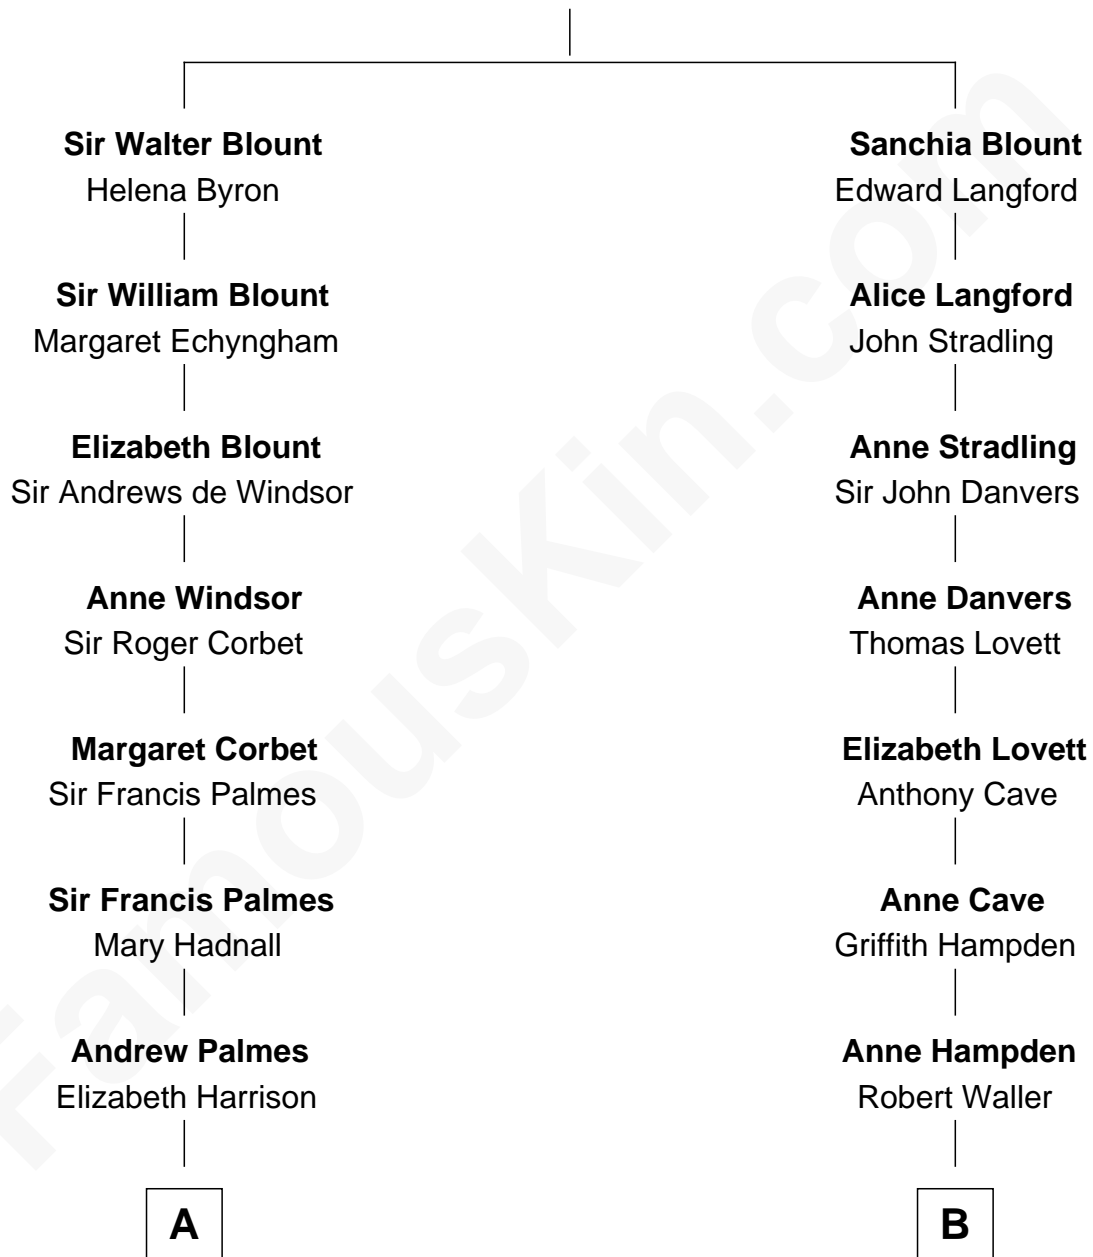 Sir Walter Blount
Helena Byron
Sir William Blount
Margaret Echyngham
Elizabeth Blount
Sir Andrews de Windsor
Anne Windsor
Sir Roger Corbet
Margaret Corbet
Sir Francis Palmes
Sir Francis Palmes
Mary Hadnall
Andrew Palmes
Elizabeth Harrison
A
Sanchia Blount
Edward Langford
Alice Langford
John Stradling
Anne Stradling
Sir John Danvers
Anne Danvers
Thomas Lovett
Elizabeth Lovett
Anthony Cave
Anne Cave
Griffith Hampden
Anne Hampden
Robert Waller
B
FamousKin.com